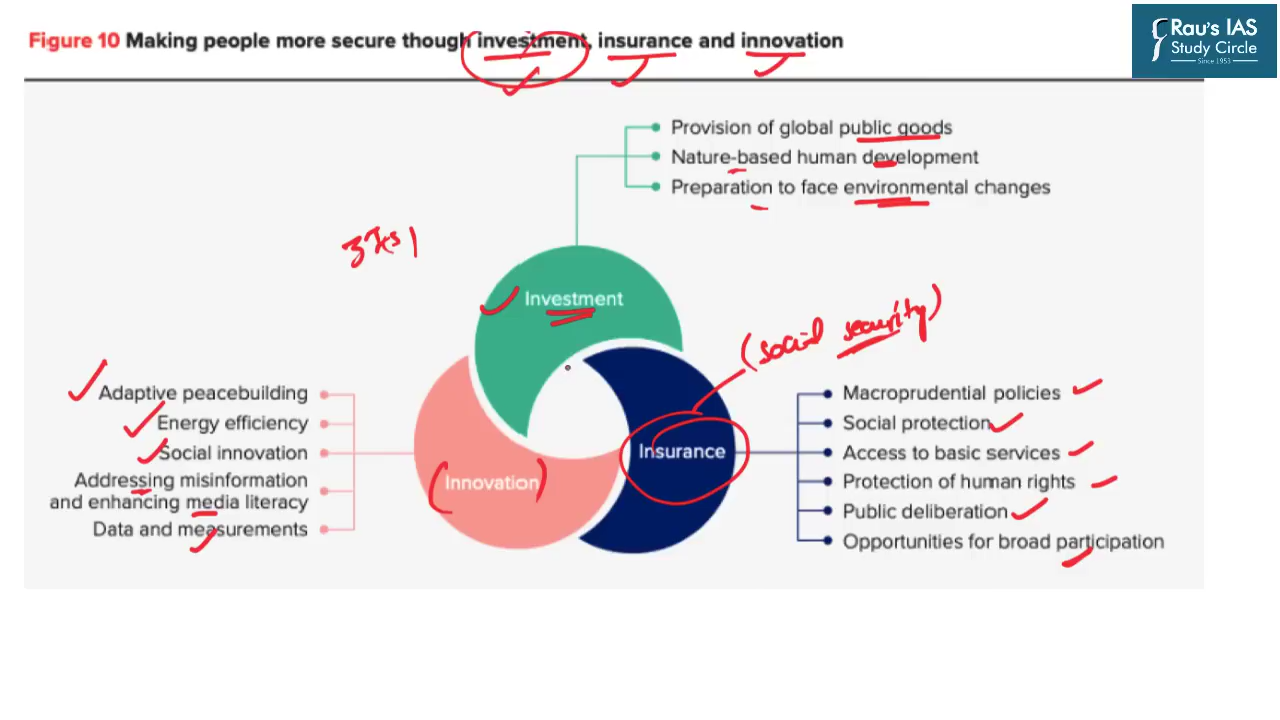 Figure 10 Making people more secure though investment, insurance and innovation
Rau's IAS
Study Circle
Since 1953
Provision of global public goods
Nature-based human development
Preparation to face environmental changes
Investment
(social security)
Adaptive peacebuilding
Energy efficiency
Social innovation
Addressing misinformation
and enhancing media literacy
Data and measurements
Innovation
Insurance
Macroprudential policies
Social protection
Access to basic services
Protection of human rights
Public deliberation
Opportunities for broad participation